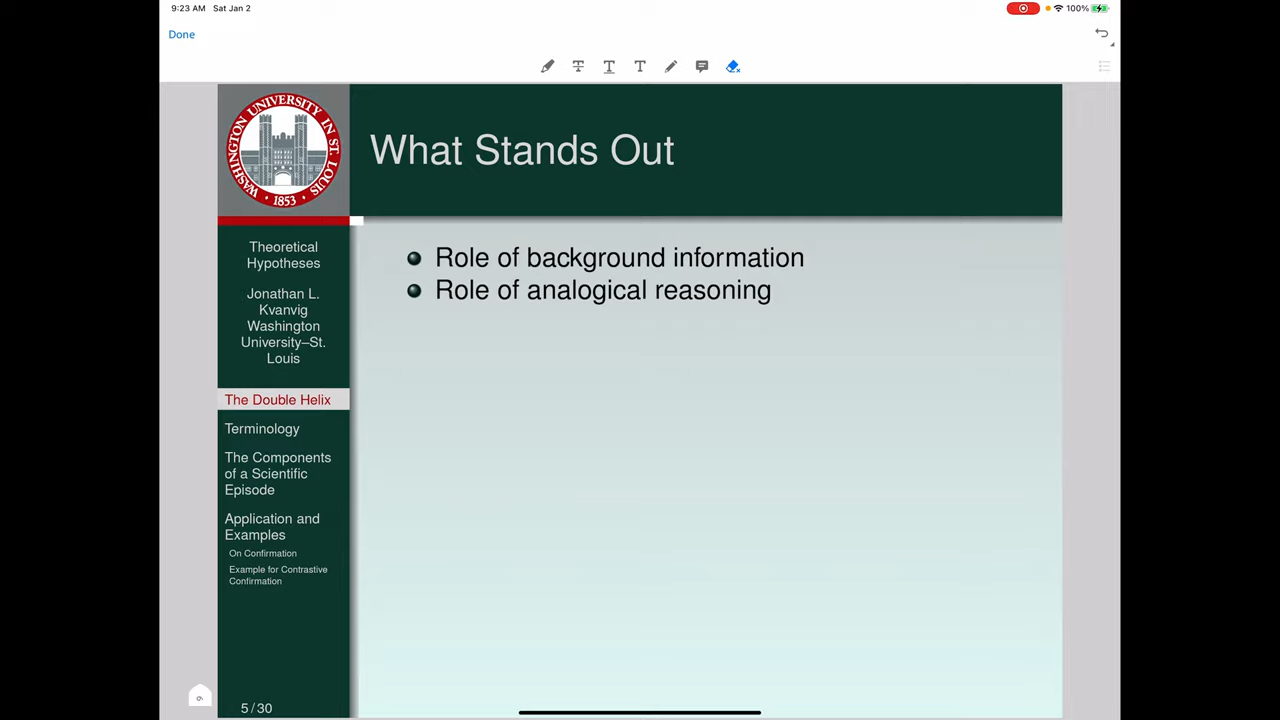 9:23 AM Sat Jan 2
100%
Done
WASHINGTON UNIVERSITY IN ST. LOUIS
1853
What Stands Out
Theoretical
Hypotheses
Jonathan L.
Kvanvig
Washington
University–St.
Louis
The Double Helix
Terminology
The Components
of a Scientific
Episode
Application and
Examples
On Confirmation
Example for Contrastive
Confirmation
5 / 30
Role of background information
Role of analogical reasoning